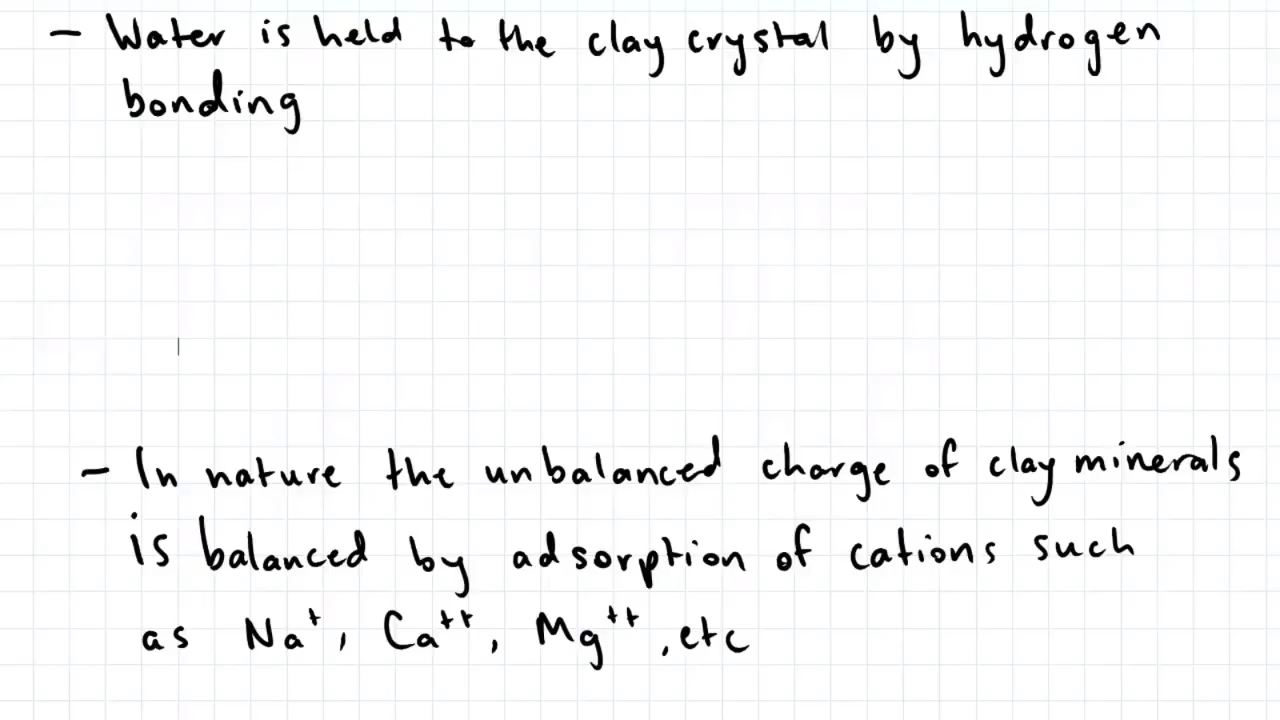 - Water is held to the clay crystal by hydrogen
bonding
- In nature the unbalanced charge of clay minerals
is balanced by adsorption of cations such
as Na⁺, Ca⁺⁺, Mg⁺⁺, etc